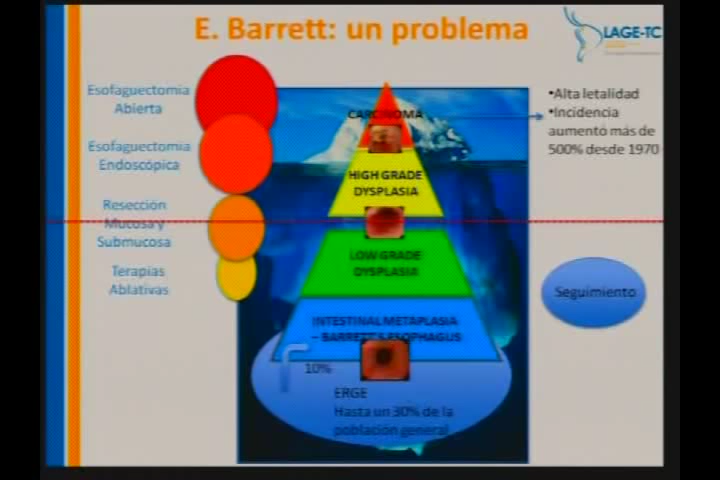 E. Barrett: un problema
LAGE-TC
Esofaguectomia
Abierta
Esofaguectomia
Endoscópica
Resección
Mucosa y
Submucosa
Terapias
Ablativas
CARCINOMA
HIGH GRADE
DYSPLASIA
LOW GRADE
DYSPLASIA
INTESTINAL METAPLASIA
– BARRETT´S ESOPHAGUS
10%
ERGE
Hasta un 30% de la
población general
•Alta letalidad
•Incidencia
aumentó más de
500% desde 1970
Seguimiento